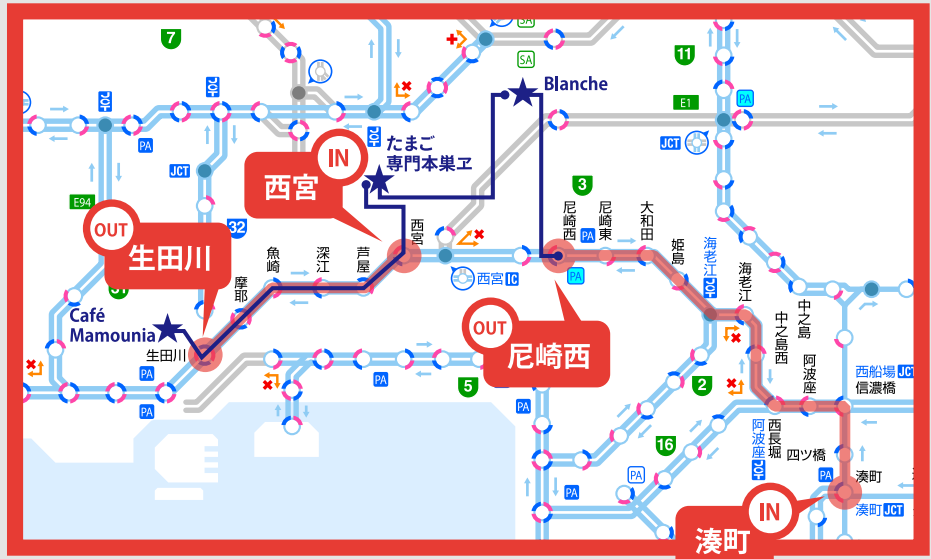 7
SA
SA
11
JCT
JCT
Blanche
E1
PA
PA
JCT
たまご
専門本巣ヱ
IN
西宮
3
JCT
E94
OUT
生田川
32
西宮
尼崎西
PA
尼崎東
大和田
姫島
海老江
JCT
海老江
魚崎
深江
芦屋
摩耶
西宮IC
PA
中之島
中之島西
Café
Mamounia
生田川
OUT
尼崎西
阿波座
西船場JCT
信濃橋
PA
PA
PA
5
2
PA
16
西長堀
阿波座
JCT
四ツ橋
PA
PA
PA
湊町
湊町JCT
IN
湊町
PA